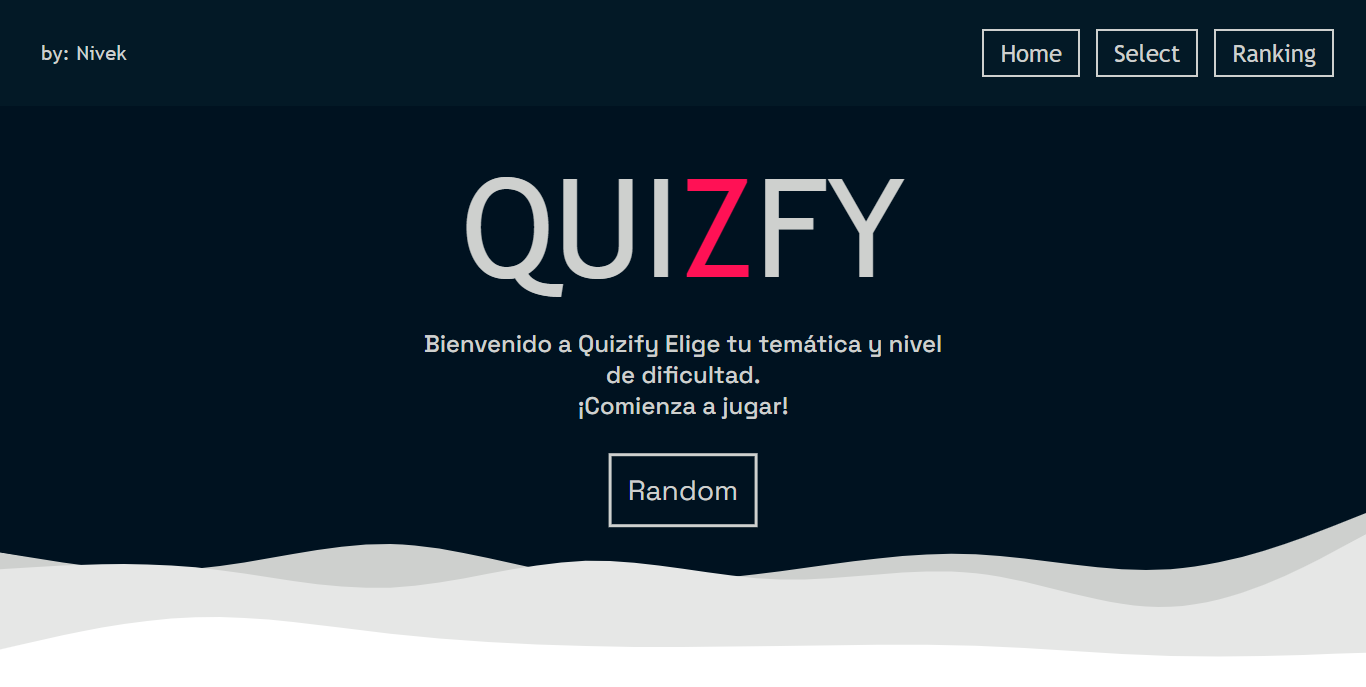 by: Nivek
Home
Select
Ranking
QUIZFY
Bienvenido a Quizify Elige tu temática y nivel
de dificultad.
¡Comienza a jugar!
Random